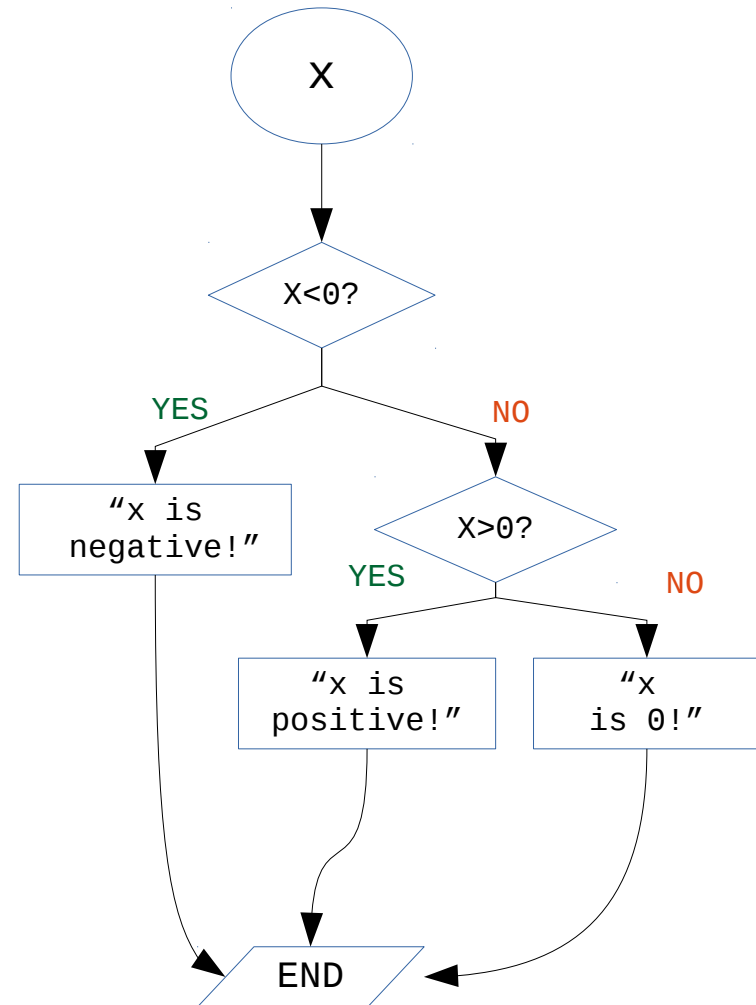 x
X<0?
YES
NO
“x is
negative!”
X>0?
YES
NO
“x is
positive!”
“x
is 0!”
END